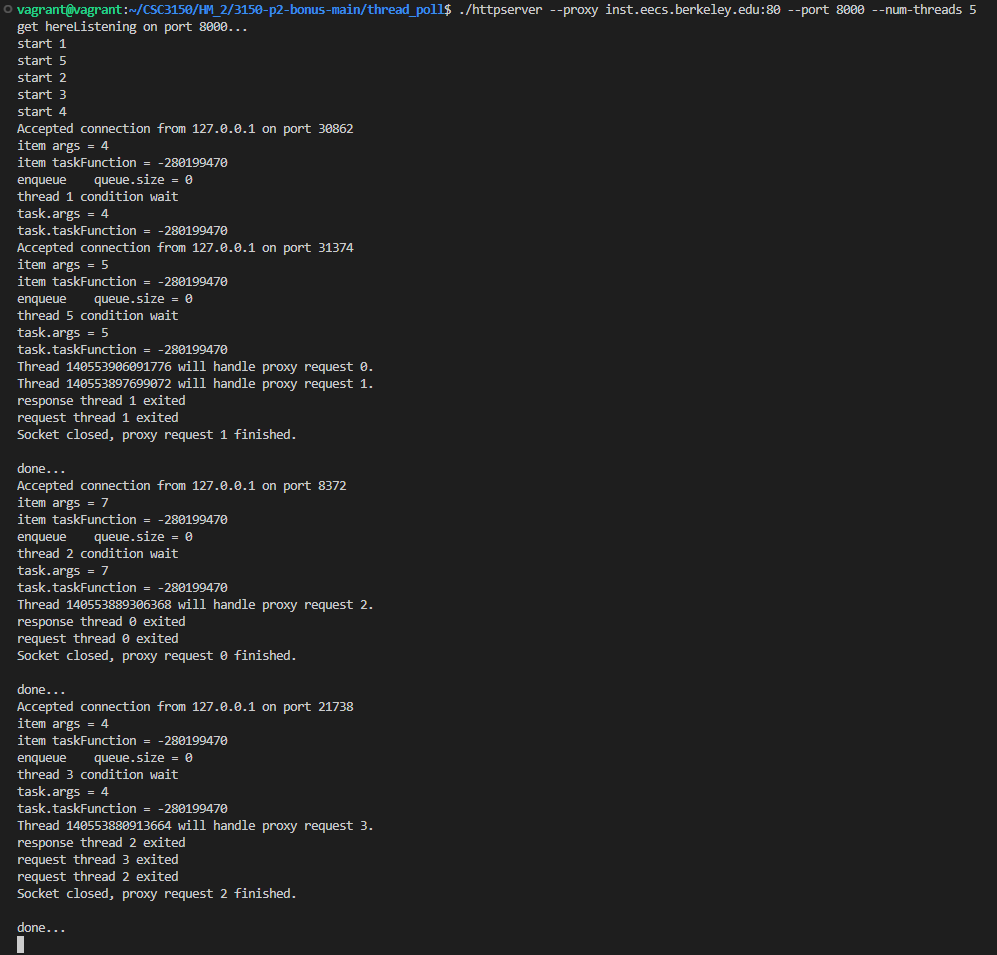 vagrant@vagrant:~/CSC3150/HM_2/3150-p2-bonus-main/thread_poll$ ./httpserver --proxy inst.eecs.berkeley.edu:80 --port 8000 --num-threads 5
get hereListening on port 8000...
start 1
start 5
start 2
start 3
start 4
Accepted connection from 127.0.0.1 on port 30862
item args = 4
item taskFunction = -280199470
enqueue    queue.size = 0
thread 1 condition wait
task.args = 4
task.taskFunction = -280199470
Accepted connection from 127.0.0.1 on port 31374
item args = 5
item taskFunction = -280199470
enqueue    queue.size = 0
thread 5 condition wait
task.args = 5
task.taskFunction = -280199470
Thread 140553906091776 will handle proxy request 0.
Thread 140553897699072 will handle proxy request 1.
response thread 1 exited
request thread 1 exited
Socket closed, proxy request 1 finished.

done...
Accepted connection from 127.0.0.1 on port 8372
item args = 7
item taskFunction = -280199470
enqueue    queue.size = 0
thread 2 condition wait
task.args = 7
task.taskFunction = -280199470
Thread 140553889306368 will handle proxy request 2.
response thread 0 exited
request thread 0 exited
Socket closed, proxy request 0 finished.

done...
Accepted connection from 127.0.0.1 on port 21738
item args = 4
item taskFunction = -280199470
enqueue    queue.size = 0
thread 3 condition wait
task.args = 4
task.taskFunction = -280199470
Thread 140553880913664 will handle proxy request 3.
response thread 2 exited
request thread 3 exited
request thread 2 exited
Socket closed, proxy request 2 finished.

done...